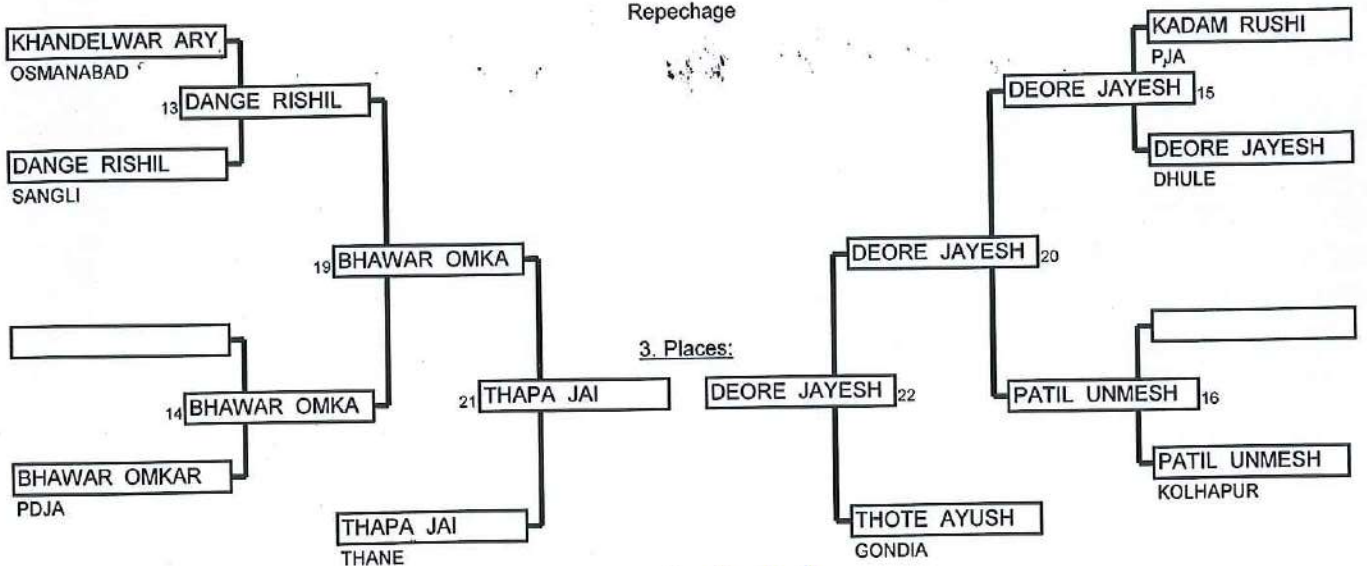 Repechage
KHANDELWAR ARY
OSMANABAD
13 DANGE RISHIL
DANGE RISHIL
SANGLI
19 BHAWAR OMKA
14 BHAWAR OMKA
BHAWAR OMKAR
PDJA
21 THAPA JAI
THAPA JAI
THANE
3. Places:
KADAM RUSHI
PJA
DEORE JAYESH 15
DEORE JAYESH
DHULE
DEORE JAYESH 20
DEORE JAYESH 22
PATIL UNMESH 16
PATIL UNMESH
KOLHAPUR
THOTE AYUSH
GONDIA